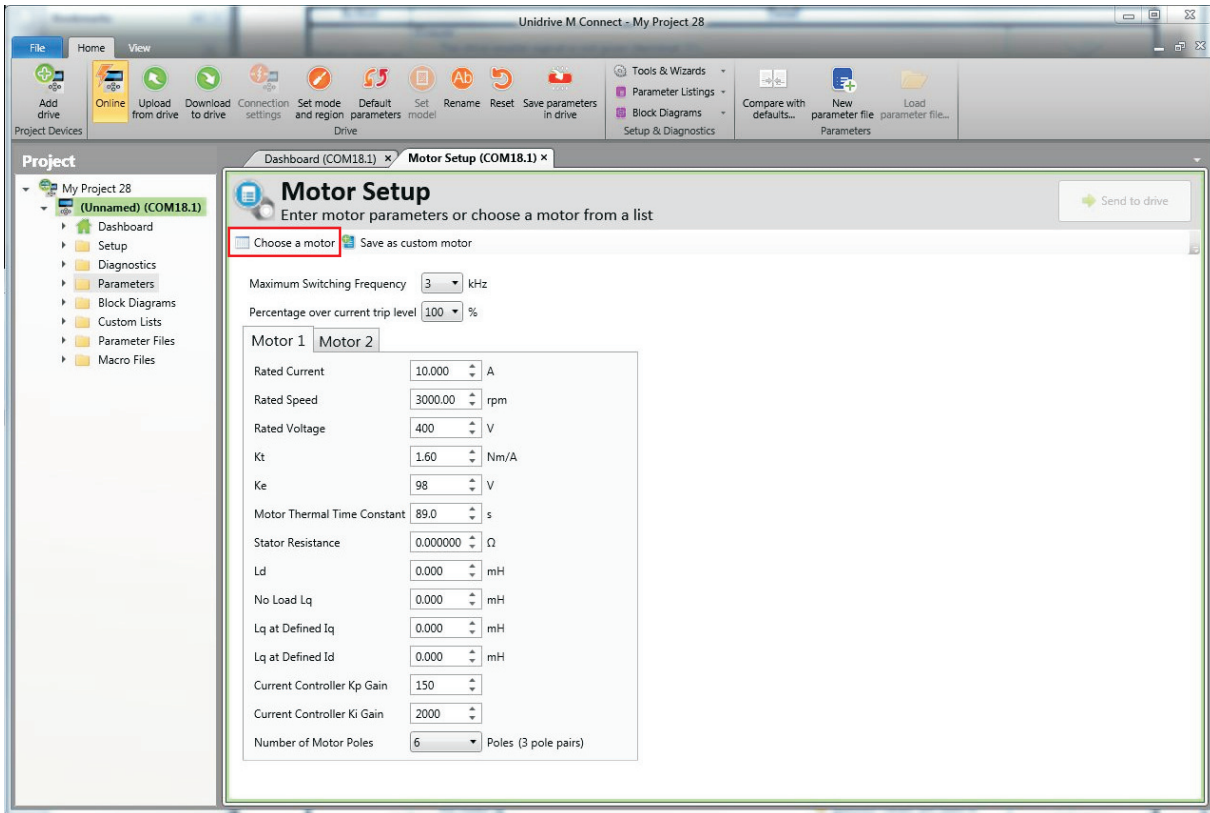 Unidrive M Connect - My Project 28
File Home View
Add drive
Online
Upload from drive
Download to drive
Connection settings
Set mode and region
Default parameters
Set model
Rename
Reset
Save parameters in drive
Tools & Wizards
Parameter Listings
Block Diagrams
Compare with defaults...
New parameter file
Load parameter file...
Project Devices
Drive
Setup & Diagnostics
Parameters
Project
Dashboard (COM18.1) ×
Motor Setup (COM18.1) ×
My Project 28
(Unnamed) (COM18.1)
Dashboard
Setup
Diagnostics
Parameters
Block Diagrams
Custom Lists
Parameter Files
Macro Files
Motor Setup
Enter motor parameters or choose a motor from a list
Send to drive
Choose a motor
Save as custom motor
Maximum Switching Frequency 3 kHz
Percentage over current trip level 100 %
Motor 1 Motor 2
Rated Current 10.000 A
Rated Speed 3000.00 rpm
Rated Voltage 400 V
Kt 1.60 Nm/A
Ke 98 V
Motor Thermal Time Constant 89.0 s
Stator Resistance 0.000000 Ω
Ld 0.000 mH
No Load Lq 0.000 mH
Lq at Defined Iq 0.000 mH
Lq at Defined Id 0.000 mH
Current Controller Kp Gain 150
Current Controller Ki Gain 2000
Number of Motor Poles 6 Poles (3 pole pairs)